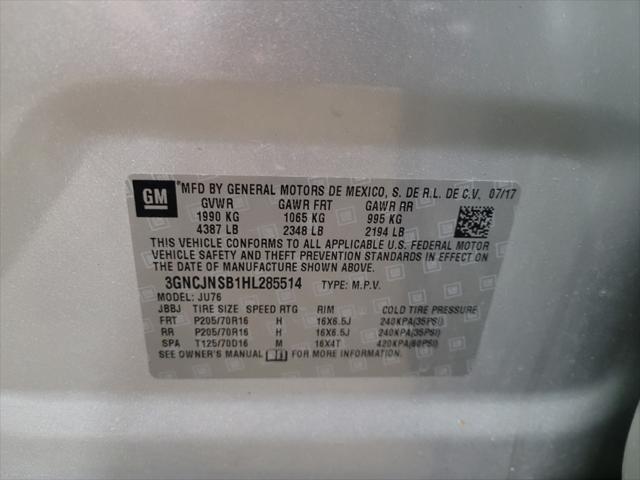 GM *MFD BY GENERAL MOTORS DE MEXICO, S. DE R.L. DE C.V. 07/17
GVWR GAWR FRT GAWR RR
1990 KG 1065 KG 995 KG
4387 LB 2348 LB 2194 LB
THIS VEHICLE CONFORMS TO ALL APPLICABLE U.S. FEDERAL MOTOR
VEHICLE SAFETY AND THEFT PREVENTION STANDARDS IN EFFECT ON
THE DATE OF MANUFACTURE SHOWN ABOVE.
3GNCJNSB1HL285514 TYPE: M.P.V.
MODEL: JU76
JBBJ TIRE SIZE SPEED RTG RIM COLD TIRE PRESSURE
FRT P205/70R16 H 16X6.5J 240KPA(35PSI)
RR P205/70R16 H 16X6.5J 240KPA(35PSI)
SPA T125/70D16 M 16X4T 420KPA(60PSI)
SEE OWNER'S MANUAL FOR MORE INFORMATION.